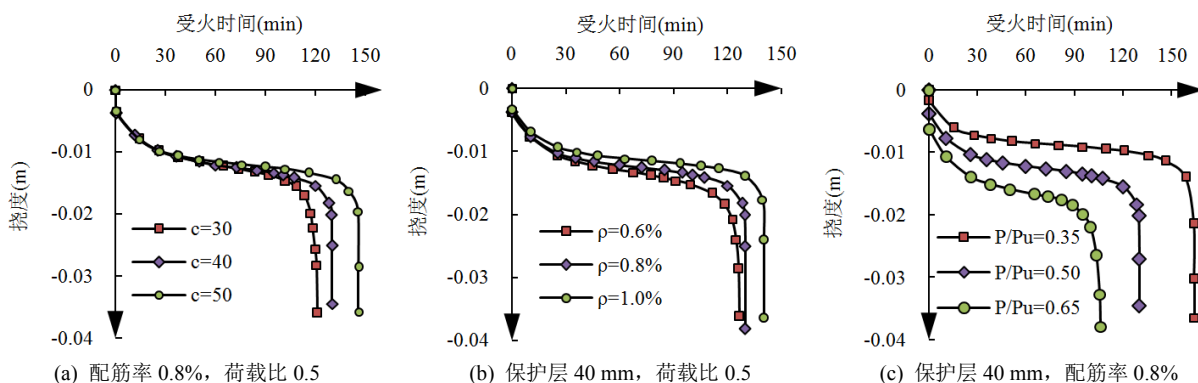 受火时间(min)
0 30 60 90 120 150
0
-0.01
-0.02
-0.03
-0.04
挠度(m)
c=30
c=40
c=50
(a) 配筋率 0.8%，荷载比 0.5
受火时间(min)
0 30 60 90 120 150
0
-0.01
-0.02
-0.03
-0.04
挠度(m)
ρ=0.6%
ρ=0.8%
ρ=1.0%
(b) 保护层 40 mm，荷载比 0.5
受火时间(min)
0 30 60 90 120 150
0
-0.01
-0.02
-0.03
-0.04
挠度(m)
P/Pu=0.35
P/Pu=0.50
P/Pu=0.65
(c) 保护层 40 mm，配筋率 0.8%